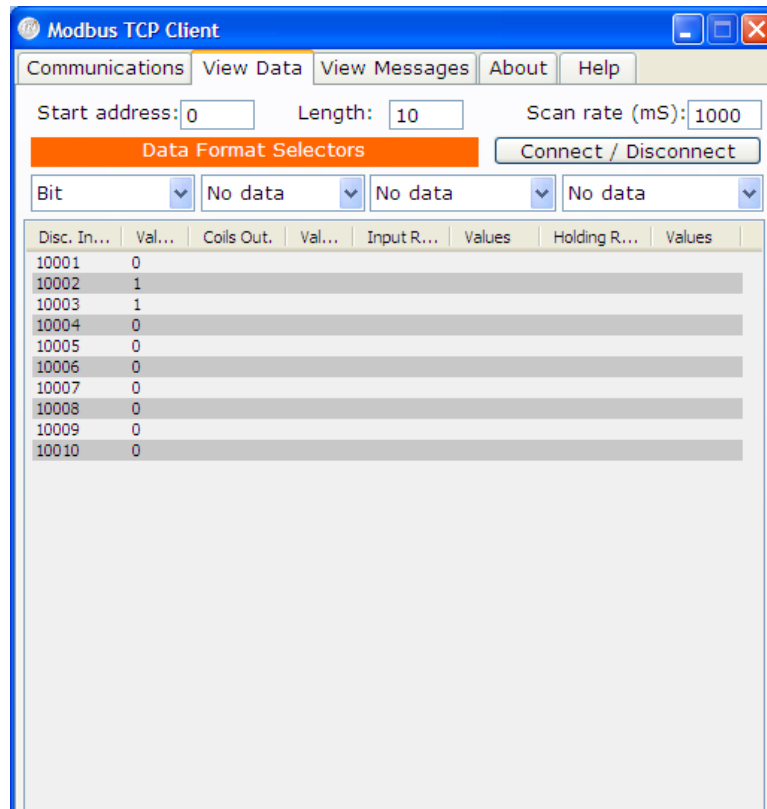 Modbus TCP Client
Communications View Data View Messages About Help
Start address: 0 Length: 10 Scan rate (mS): 1000
Data Format Selectors Connect / Disconnect
Bit No data No data No data
Disc. In... Val... Coils Out. Val... Input R... Values Holding R... Values
10001 0
10002 1
10003 1
10004 0
10005 0
10006 0
10007 0
10008 0
10009 0
10010 0